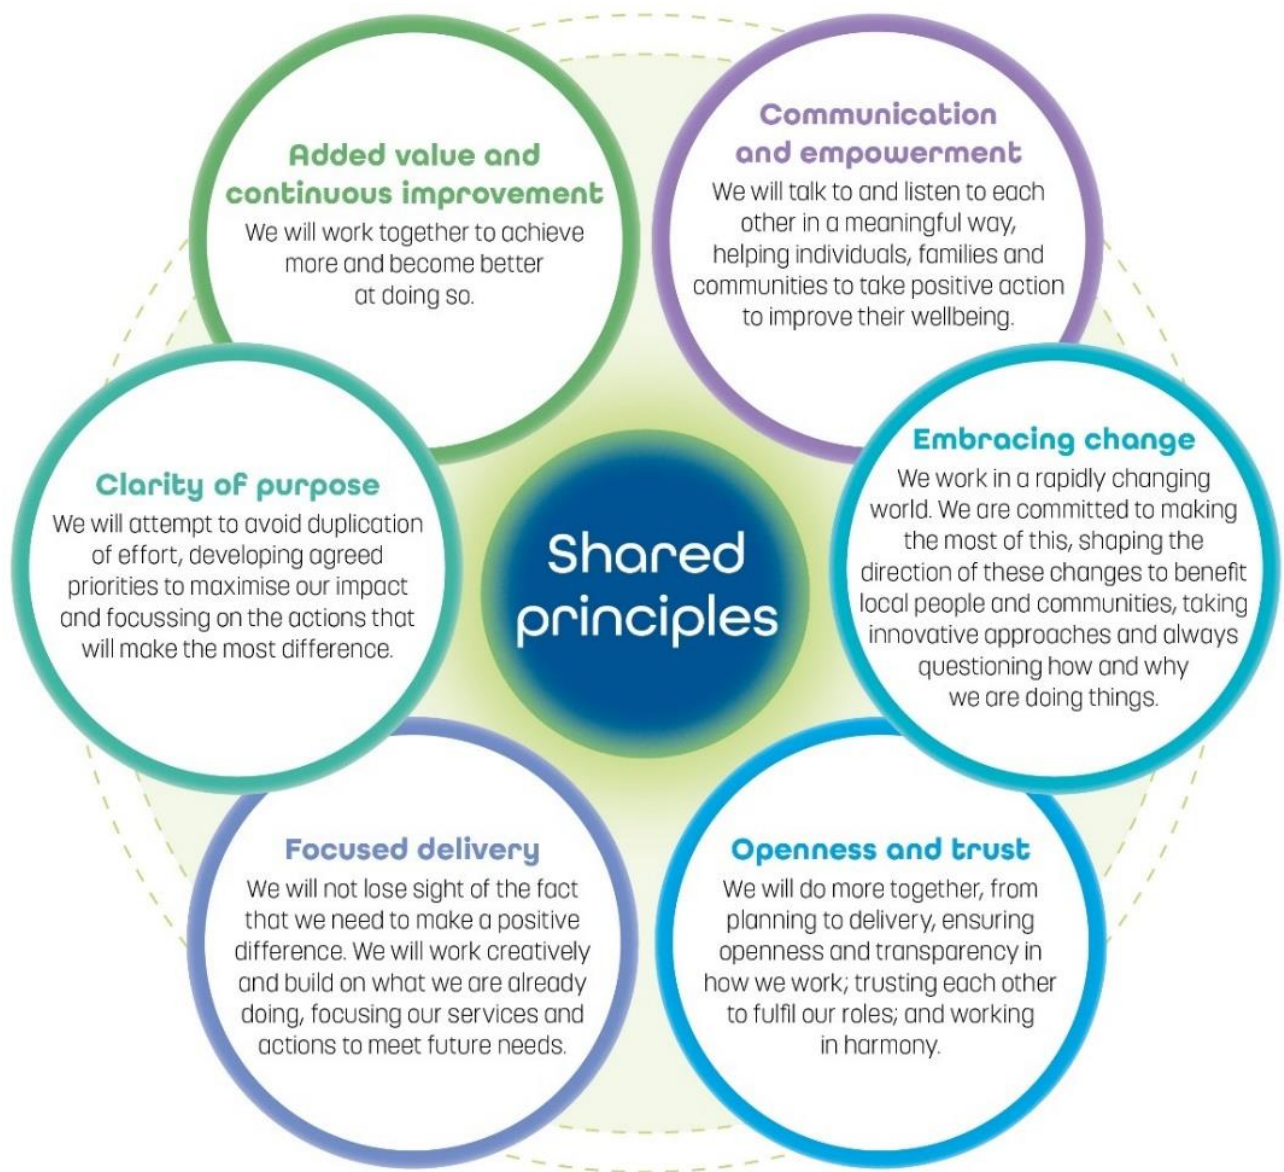 Added value and
continuous improvement
We will work together to achieve
more and become better
at doing so.
Communication
and empowerment
We will talk to and listen to each
other in a meaningful way,
helping individuals, families and
communities to take positive action
to improve their wellbeing.
Clarity of purpose
We will attempt to avoid duplication
of effort, developing agreed
priorities to maximise our impact
and focussing on the actions that
will make the most difference.
Shared
principles
Embracing change
We work in a rapidly changing
world. We are committed to making
the most of this, shaping the
direction of these changes to benefit
local people and communities, taking
innovative approaches and always
questioning how and why
we are doing things.
Focused delivery
We will not lose sight of the fact
that we need to make a positive
difference. We will work creatively
and build on what we are already
doing, focusing our services and
actions to meet future needs.
Openness and trust
We will do more together, from
planning to delivery, ensuring
openness and transparency in
how we work; trusting each other
to fulfil our roles; and working
in harmony.